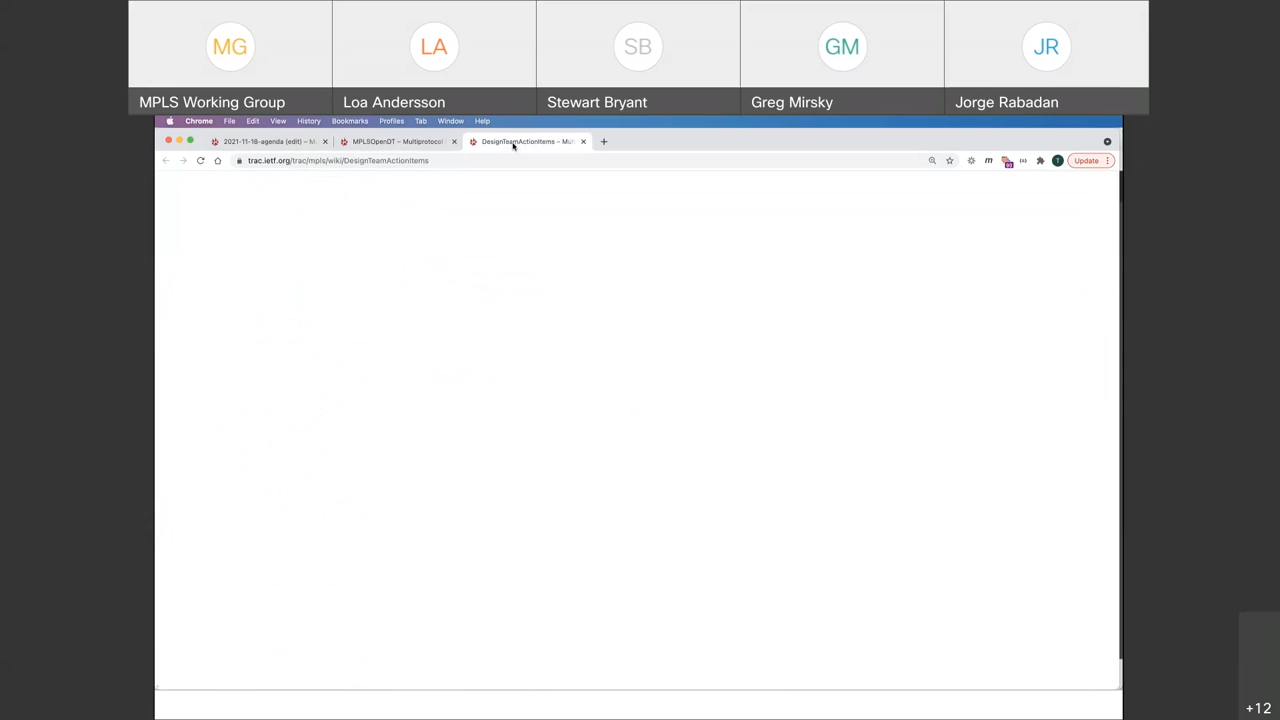 MG
LA
SB
GM
JR
MPLS Working Group
Loa Andersson
Stewart Bryant
Greg Mirsky
Jorge Rabadan
Chrome File Edit View History Bookmarks Profiles Tab Window Help
2021-11-18-agenda (edit) – M
MPLSOpenDT – Multiprotocol
DesignTeamActionItems – Mul
trac.ietf.org/trac/mpls/wiki/DesignTeamActionItems
T
Update
+12